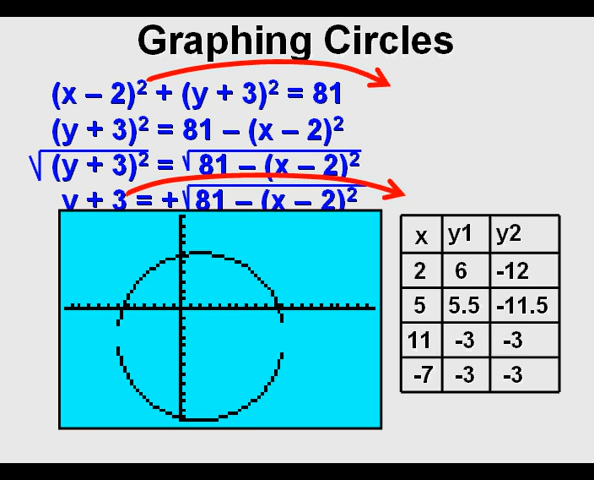 Graphing Circles
(x – 2)² + (y + 3)² = 81
(y + 3)² = 81 – (x – 2)²
√(y + 3)² = √81 – (x – 2)²
y + 3 = +√81 – (x – 2)²
x y1 y2
2 6 -12
5 5.5 -11.5
11 -3 -3
-7 -3 -3